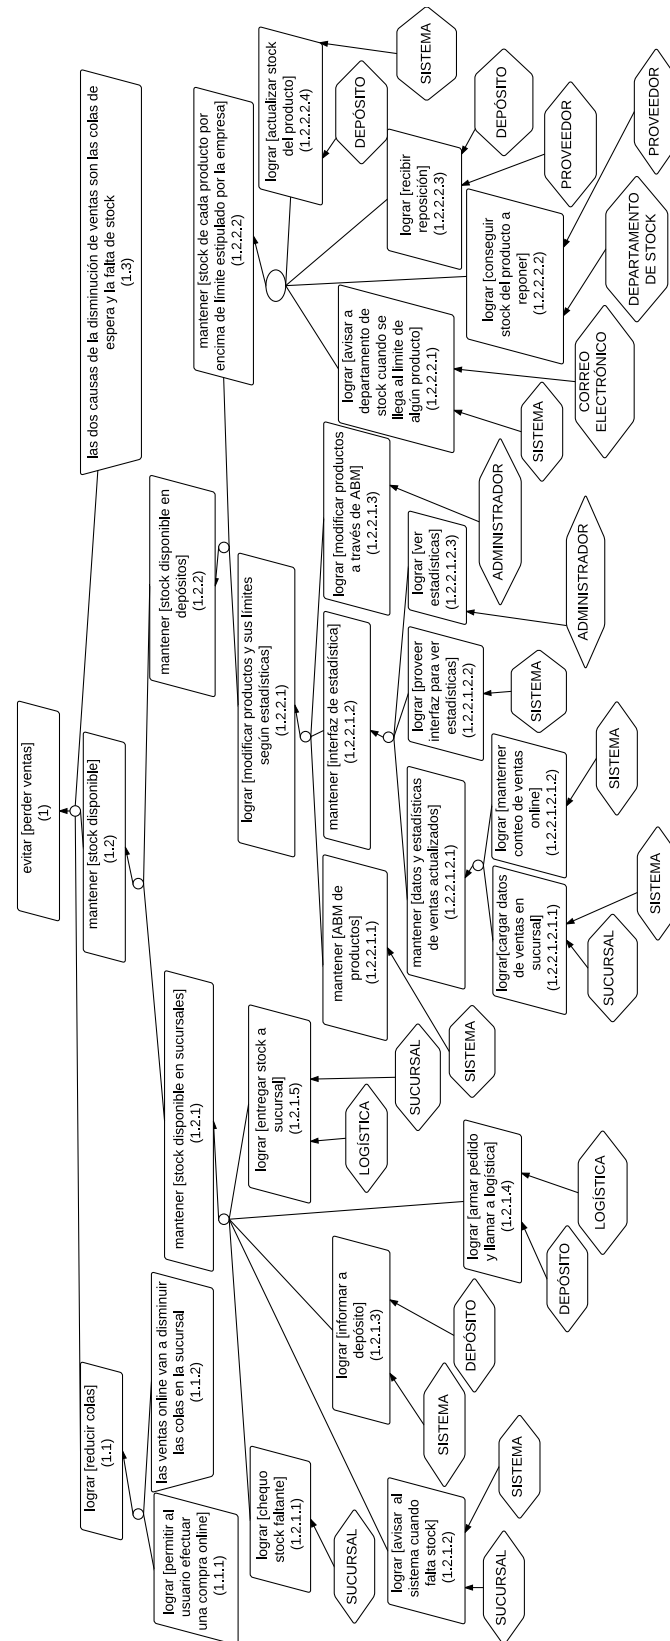 evitar [perder ventas]
(1)
lograr [reducir colas]
(1.1)
mantener [stock disponible]
(1.2)
las dos causas de la disminución de ventas son las colas de
espera y la falta de stock
(1.3)
lograr [permitir al
usuario efectuar
una compra online]
(1.1.1)
las ventas online van a disminuir
las colas en la sucursal
(1.1.2)
mantener [stock disponible en sucursales]
(1.2.1)
mantener [stock disponible en
depósitos]
(1.2.2)
lograr [chequo
stock faltante]
(1.2.1.1)
SUCURSAL
lograr [avisar al
sistema cuando
falta stock]
(1.2.1.2)
SUCURSAL
SISTEMA
lograr [informar a
depósito]
(1.2.1.3)
SISTEMA
DEPÓSITO
lograr [armar pedido
y llamar a logística]
(1.2.1.4)
DEPÓSITO
LOGÍSTICA
lograr [entregar stock a
sucursal]
(1.2.1.5)
LOGÍSTICA
SUCURSAL
lograr [modificar productos y sus límites
según estadísticas]
(1.2.2.1)
mantener [stock de cada producto por
encima de límite estipulado por la empresa]
(1.2.2.2)
mantener [ABM de
productos]
(1.2.2.1.1)
SISTEMA
mantener [interfaz de estadística]
(1.2.2.1.2)
lograr [modificar productos
a través de ABM]
(1.2.2.1.3)
ADMINISTRADOR
mantener [datos y estadísticas
de ventas actualizados]
(1.2.2.1.2.1)
lograr [proveer
interfaz para ver
estadísticas]
(1.2.2.1.2.2)
SISTEMA
lograr [ver
estadísticas]
(1.2.2.1.2.3)
ADMINISTRADOR
lograr[cargar datos
de ventas en
sucursal]
(1.2.2.1.2.1.1)
SUCURSAL
SISTEMA
lograr [mantener
conteo de ventas
online]
(1.2.2.1.2.1.2)
SISTEMA
lograr [avisar a
departamento de
stock cuando se
llega al limite de
algún producto]
(1.2.2.2.1)
SISTEMA
CORREO
ELECTRÓNICO
lograr [conseguir
stock del producto a
reponer]
(1.2.2.2.2)
DEPARTAMENTO
DE STOCK
PROVEEDOR
lograr [recibir
reposición]
(1.2.2.2.3)
PROVEEDOR
DEPÓSITO
lograr [actualizar stock
del producto]
(1.2.2.2.4)
DEPÓSITO
SISTEMA